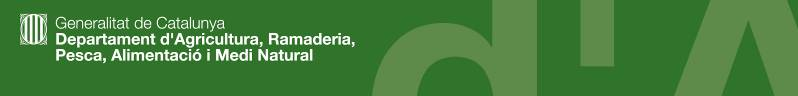 Generalitat de Catalunya
Departament d'Agricultura, Ramaderia,
Pesca, Alimentació i Medi Natural
d'A